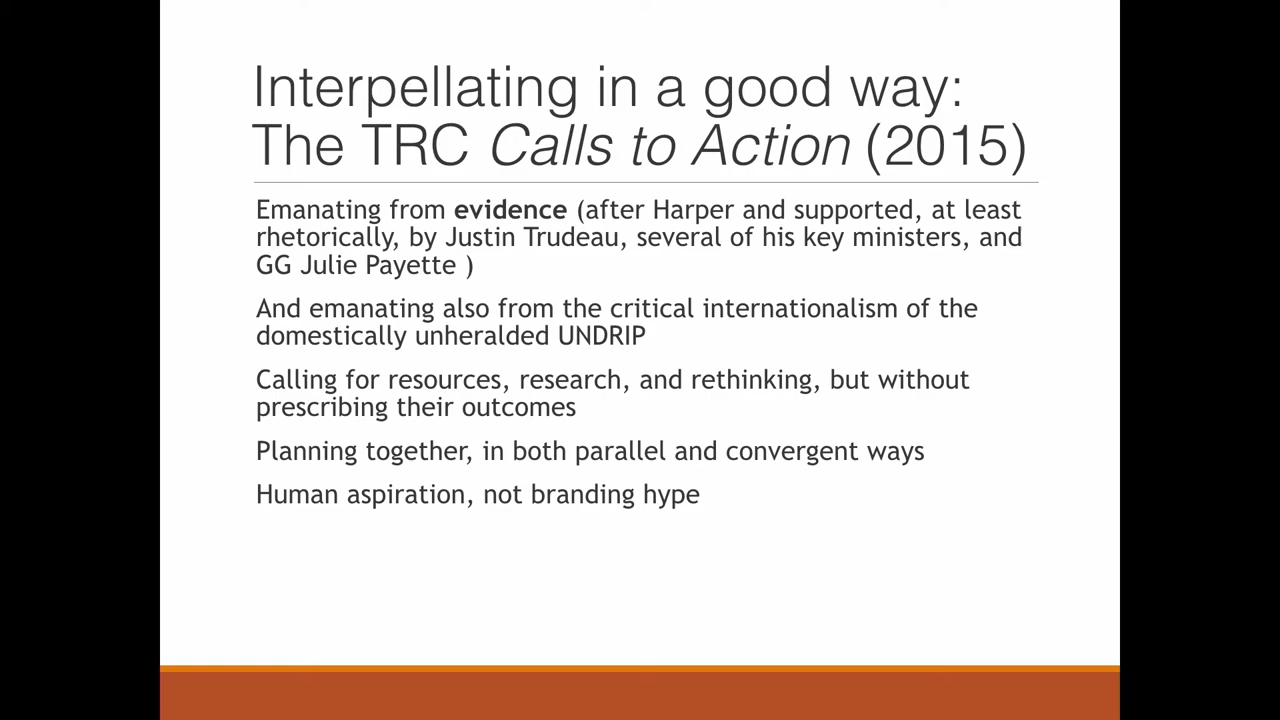 Interpellating in a good way:
The TRC Calls to Action (2015)
Emanating from evidence (after Harper and supported, at least
rhetorically, by Justin Trudeau, several of his key ministers, and
GG Julie Payette )
And emanating also from the critical internationalism of the
domestically unheralded UNDRIP
Calling for resources, research, and rethinking, but without
prescribing their outcomes
Planning together, in both parallel and convergent ways
Human aspiration, not branding hype